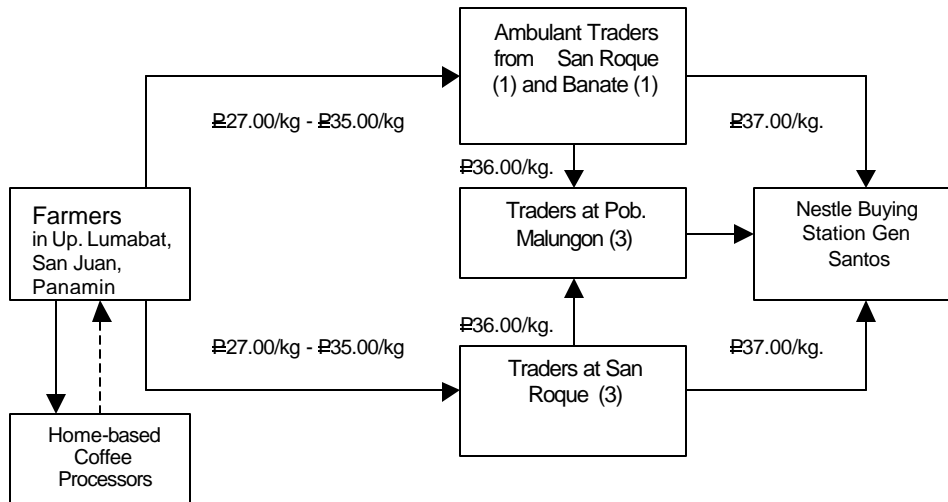 Ambulant Traders
from San Roque
(1) and Banate (1)
₱27.00/kg - ₱35.00/kg
₱37.00/kg.
₱36.00/kg.
Farmers
in Up. Lumabat,
San Juan,
Panamin
Traders at Pob.
Malungon (3)
Nestle Buying
Station Gen
Santos
₱27.00/kg - ₱35.00/kg
₱36.00/kg.
₱37.00/kg.
Traders at San
Roque (3)
Home-based
Coffee
Processors